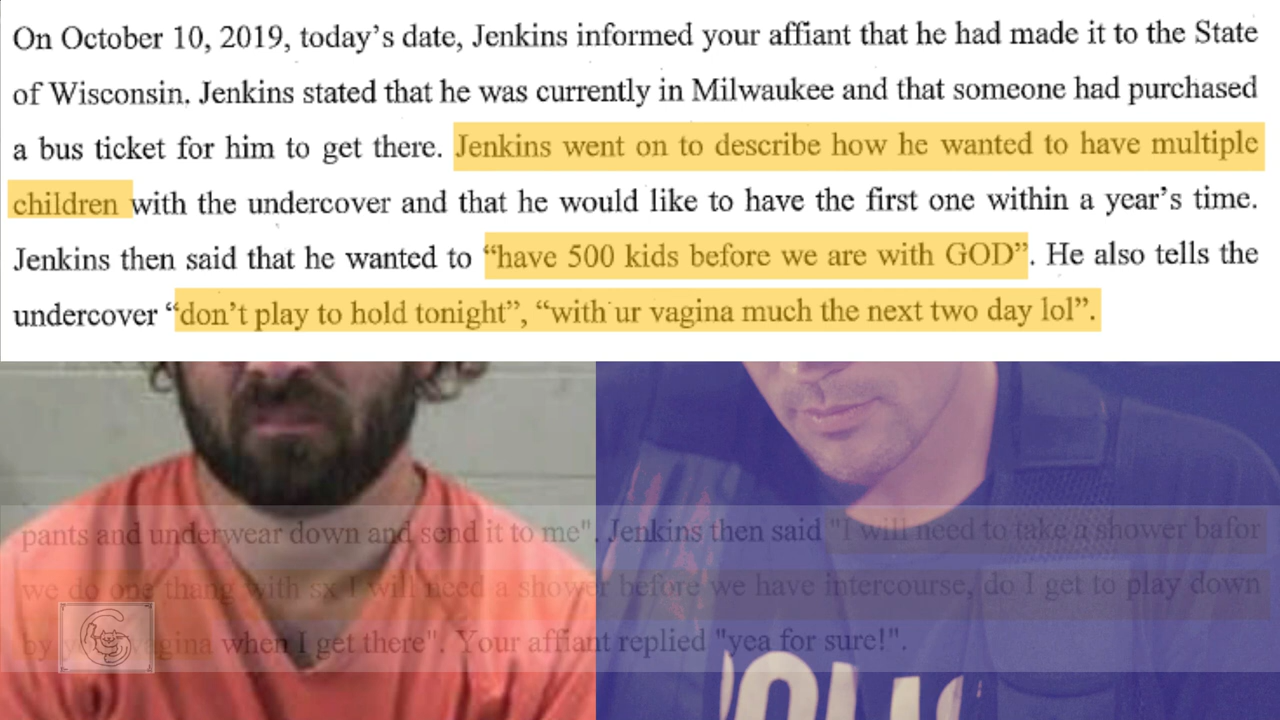 On October 10, 2019, today's date, Jenkins informed your affiant that he had made it to the State
of Wisconsin. Jenkins stated that he was currently in Milwaukee and that someone had purchased
a bus ticket for him to get there. Jenkins went on to describe how he wanted to have multiple
children with the undercover and that he would like to have the first one within a year's time.
Jenkins then said that he wanted to “have 500 kids before we are with GOD”. He also tells the
undercover “don't play to hold tonight”, “with ur vagina much the next two day lol”.
pants and underwear down and send it to me". Jenkins then said "I will need to take a shower bafor
we do one thang with sx I will need a shower before we have intercourse, do I get to play down
by vagina when I get there". Your affiant replied "yea for sure!".